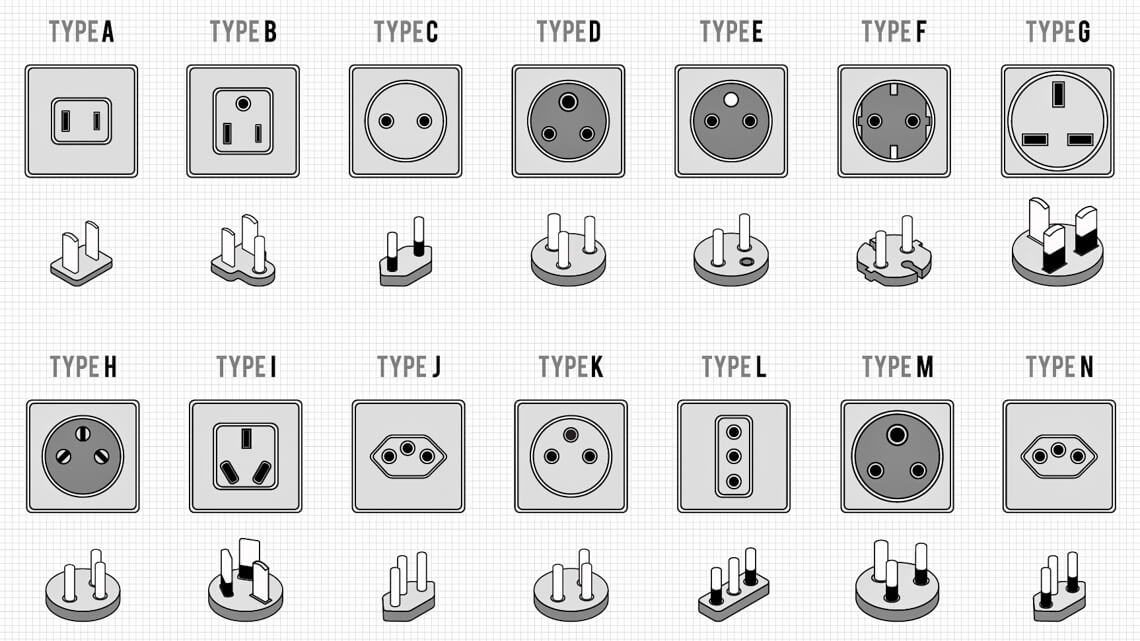 TYPE A
TYPE B
TYPE C
TYPE D
TYPE E
TYPE F
TYPE G
TYPE H
TYPE I
TYPE J
TYPE K
TYPE L
TYPE M
TYPE N